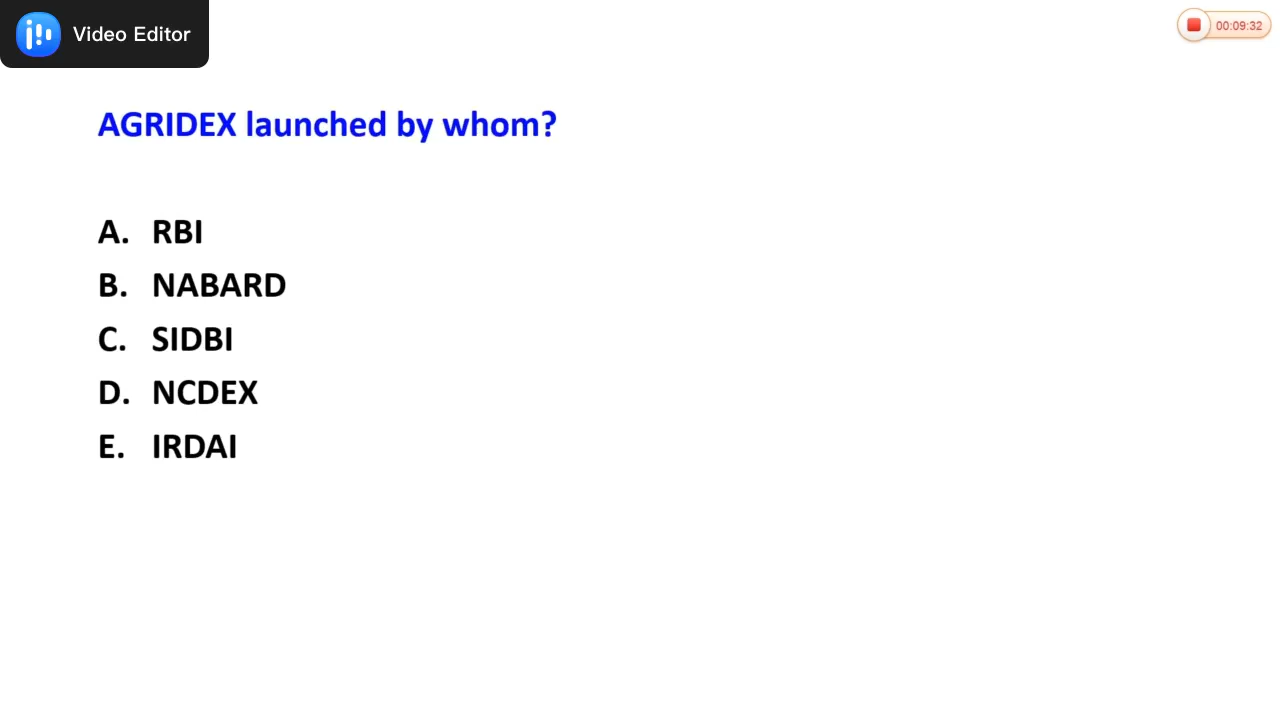 Video Editor
00:09:32
AGRIDEX launched by whom?
A. RBI
B. NABARD
C. SIDBI
D. NCDEX
E. IRDAI